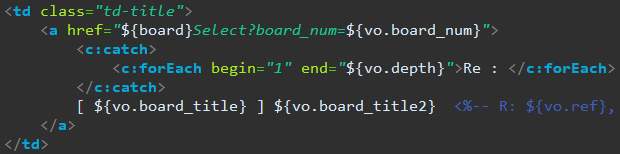 <td class="td-title">
<a href="${board}Select?board_num=${vo.board_num}">
<c:catch>
<c:forEach begin="1" end="${vo.depth}">Re : </c:forEach>
</c:catch>
[ ${vo.board_title} ] ${vo.board_title2} <%-- R: ${vo.ref},
</a>
</td>